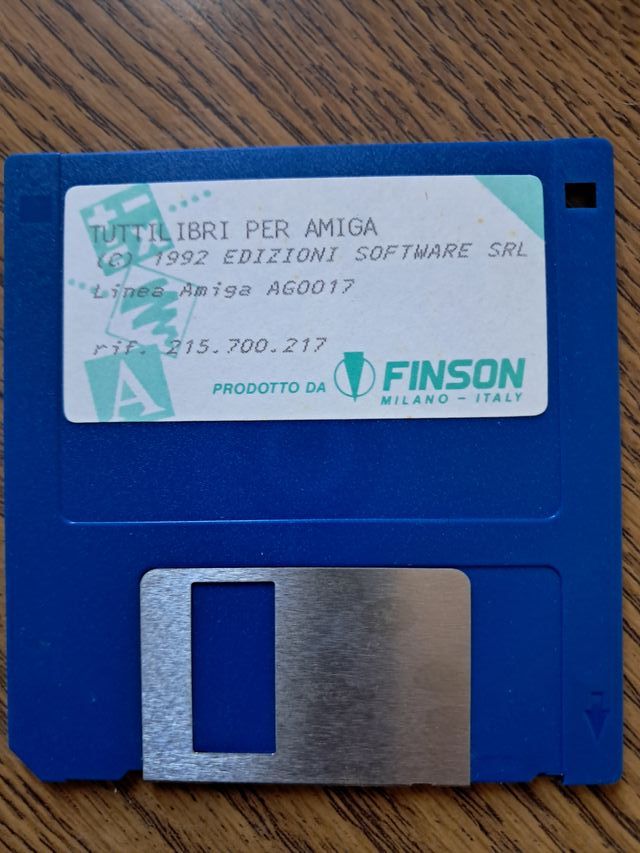 TUTTILIBRI PER AMIGA
(C) 1992 EDIZIONI SOFTWARE SRL
Linea Amiga AG0017
rif. 215.700.217
PRODOTTO DA FINSON
MILANO - ITALY
A